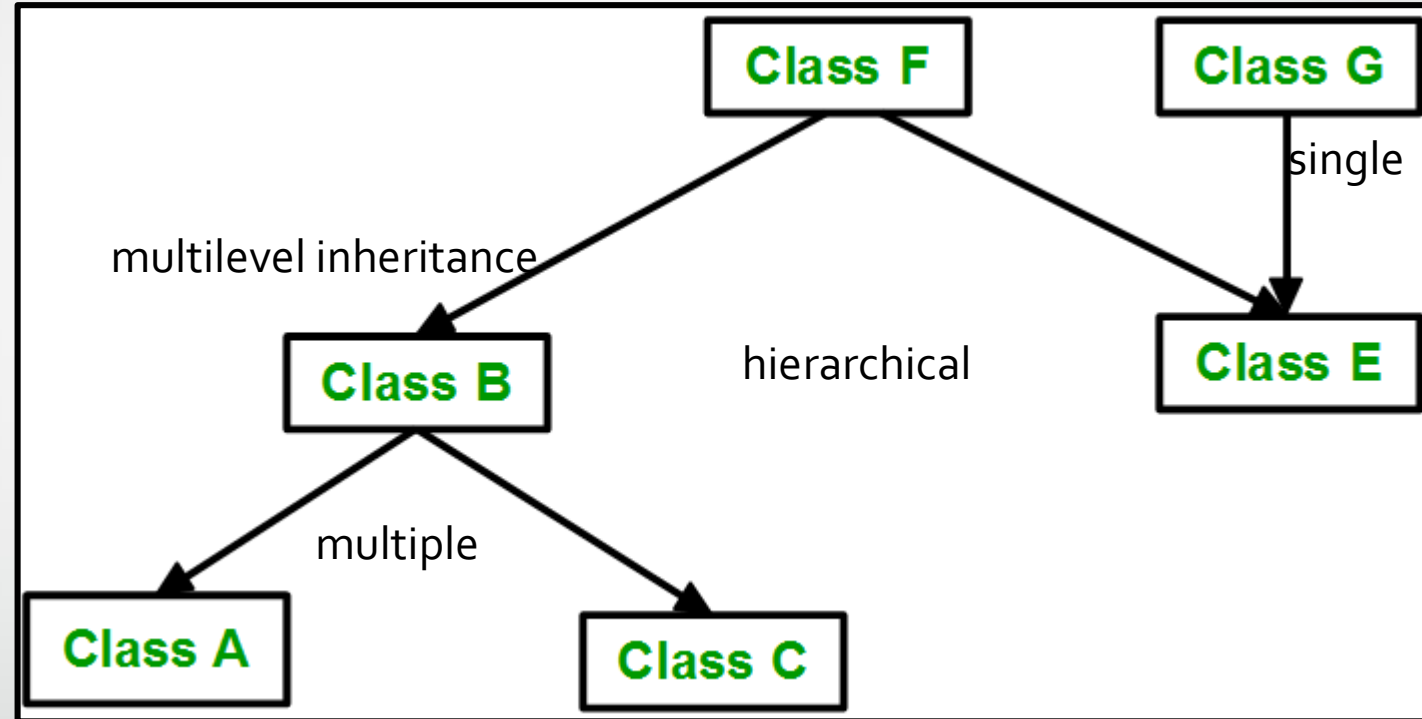 Class F
Class G
single
multilevel inheritance
Class B
hierarchical
Class E
multiple
Class A
Class C